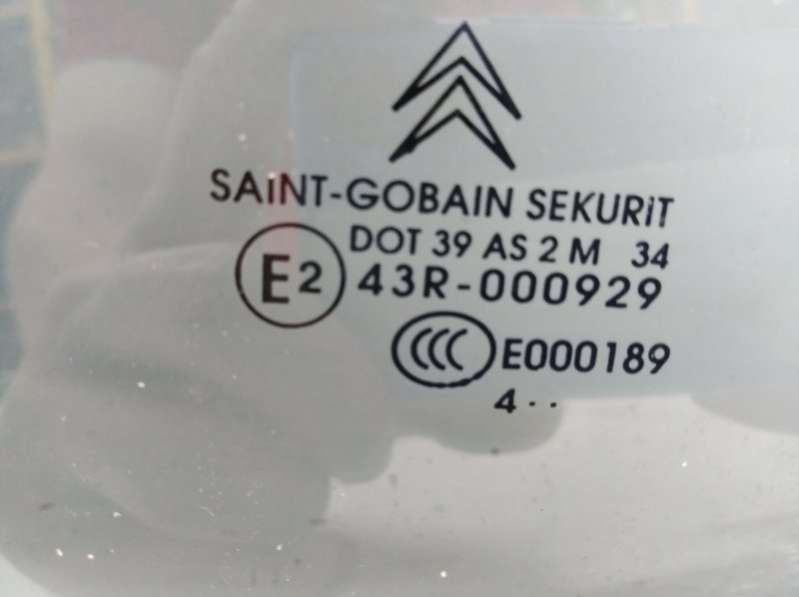 SAiNT-GOBAIN SEKURiT
DOT 39 AS 2 M 34
E2 43R-000929
CCC E000189
4··